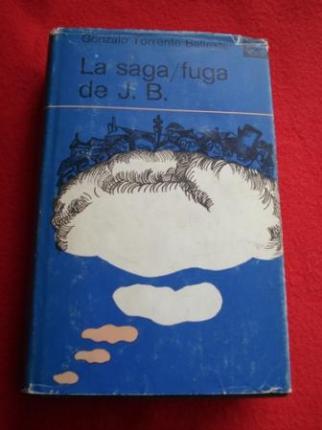 Gonzalo Torrente Ballester
La saga/fuga
de J. B.